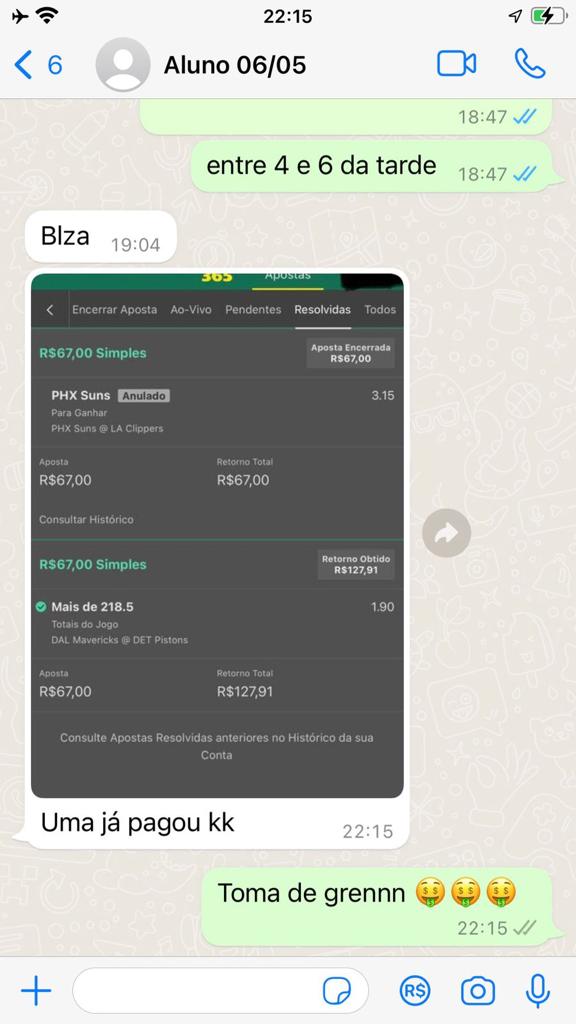 22:15
6
Aluno 06/05
18:47
entre 4 e 6 da tarde 18:47
Blza 19:04
365 Apostas
Encerrar Aposta Ao-Vivo Pendentes Resolvidas Todos
R$67,00 Simples
Aposta Encerrada
R$67,00
PHX Suns Anulado 3.15
Para Ganhar
PHX Suns @ LA Clippers
Aposta Retorno Total
R$67,00 R$67,00
Consultar Histórico
R$67,00 Simples
Retorno Obtido
R$127,91
Mais de 218.5 1.90
Totais do Jogo
DAL Mavericks @ DET Pistons
Aposta Retorno Total
R$67,00 R$127,91
Consulte Apostas Resolvidas anteriores no Histórico da sua
Conta
Uma já pagou kk 22:15
Toma de grennn 🤑🤑🤑
22:15
R$